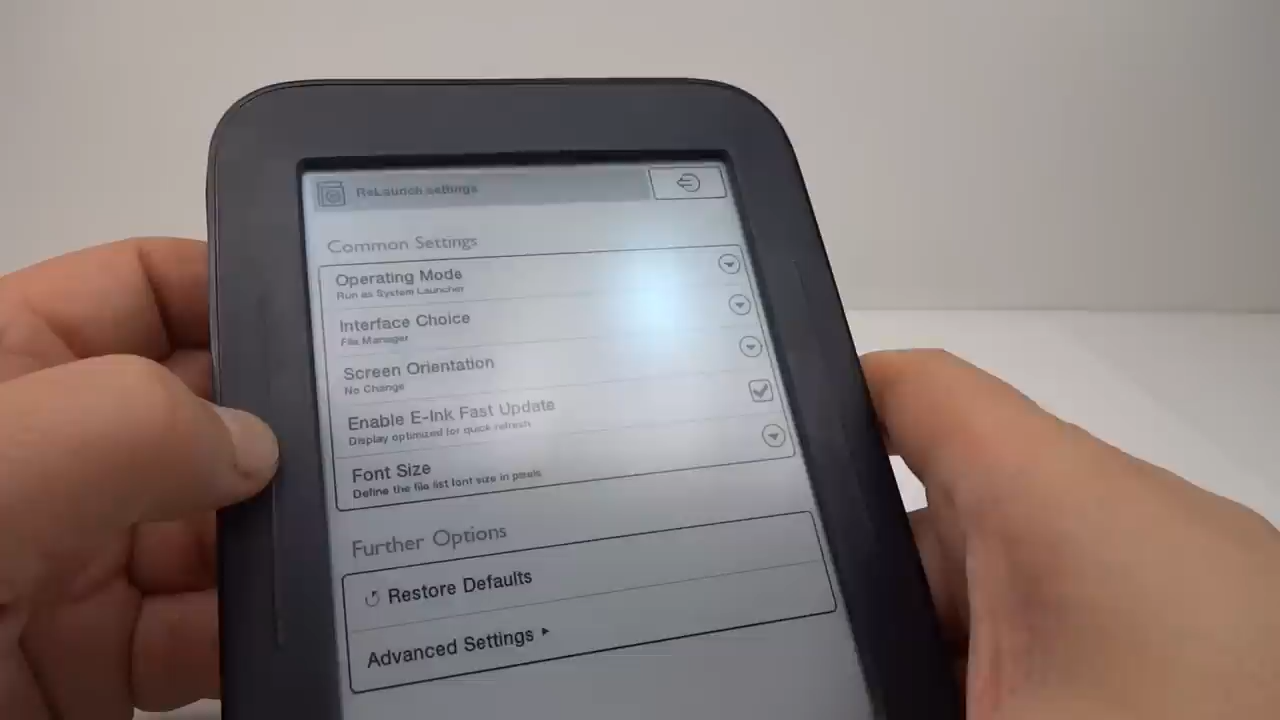 ReLaunch settings
Common Settings
Operating Mode
Run as System Launcher
Interface Choice
File Manager
Screen Orientation
No Change
Enable E-Ink Fast Update
Display optimized for quick refresh
Font Size
Define the file list font size in pixels
Further Options
Restore Defaults
Advanced Settings